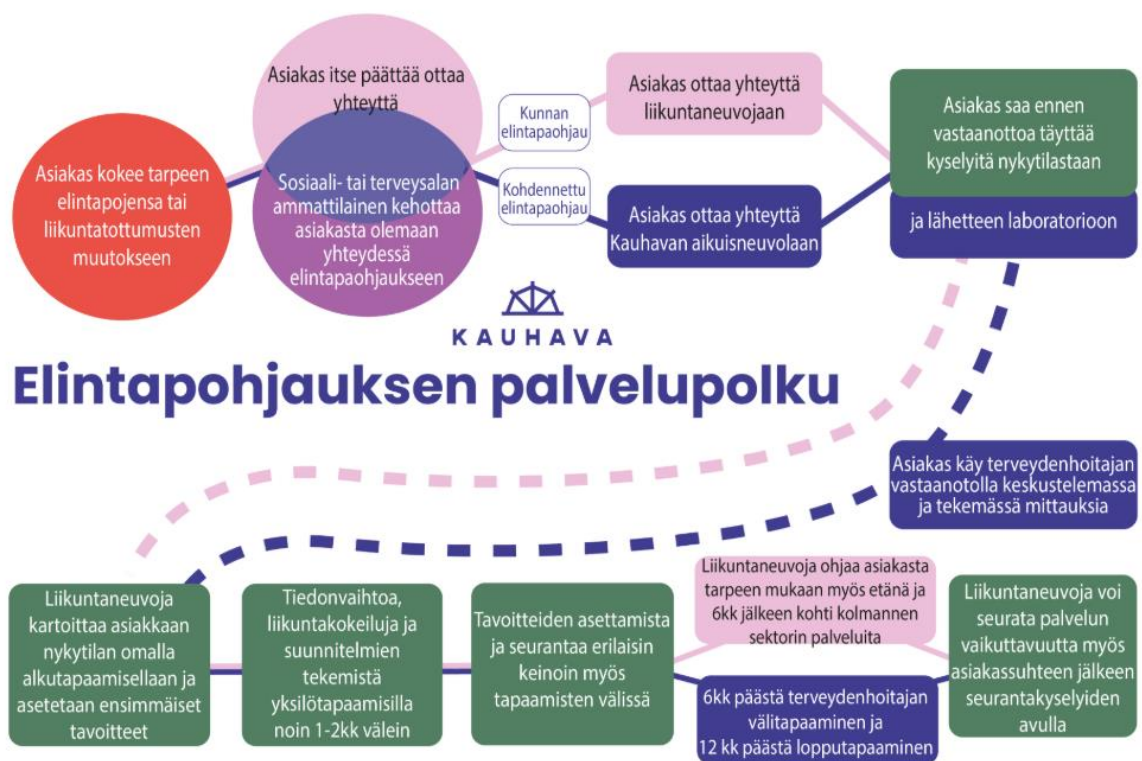 Asiakas kokee tarpeen
elintapojensa tai
liikuntatottumusten
muutokseen
Asiakas itse päättää ottaa
yhteyttä
Sosiaali- tai terveysalan
ammattilainen kehottaa
asiakasta olemaan
yhteydessä
elintapaohjaukseen
Kunnan
elintapaohjau
Kohdennettu
elintapaohjau
Asiakas ottaa yhteyttä
liikuntaneuvojaan
Asiakas ottaa yhteyttä
Kauhavan aikuisneuvolaan
Asiakas saa ennen
vastaanottoa täyttää
kyselyitä nykytilastaan
ja lähetteen laboratorioon
KAUHAVA
Elintapohjauksen palvelupolku
Asiakas käy terveydenhoitajan
vastaanotolla keskustelemassa
ja tekemässä mittauksia
Liikuntaneuvoja
kartoittaa asiakkaan
nykytilan omalla
alkutapaamisellaan ja
asetetaan ensimmäiset
tavoitteet
Tiedonvaihtoa,
liikuntakokeiluja ja
suunnitelmien
tekemistä
yksilötapaamisilla
noin 1-2kk välein
Tavoitteiden asettamista
ja seurantaa erilaisin
keinoin myös
tapaamisten välissä
Liikuntaneuvoja ohjaa asiakasta
tarpeen mukaan myös etänä ja
6kk jälkeen kohti kolmannen
sektorin palveluita
6kk päästä terveydenhoitajan
välitapaaminen ja
12 kk päästä lopputapaaminen
Liikuntaneuvoja voi
seurata palvelun
vaikuttavuutta myös
asiakassuhteen jälkeen
seurantakyselyiden
avulla